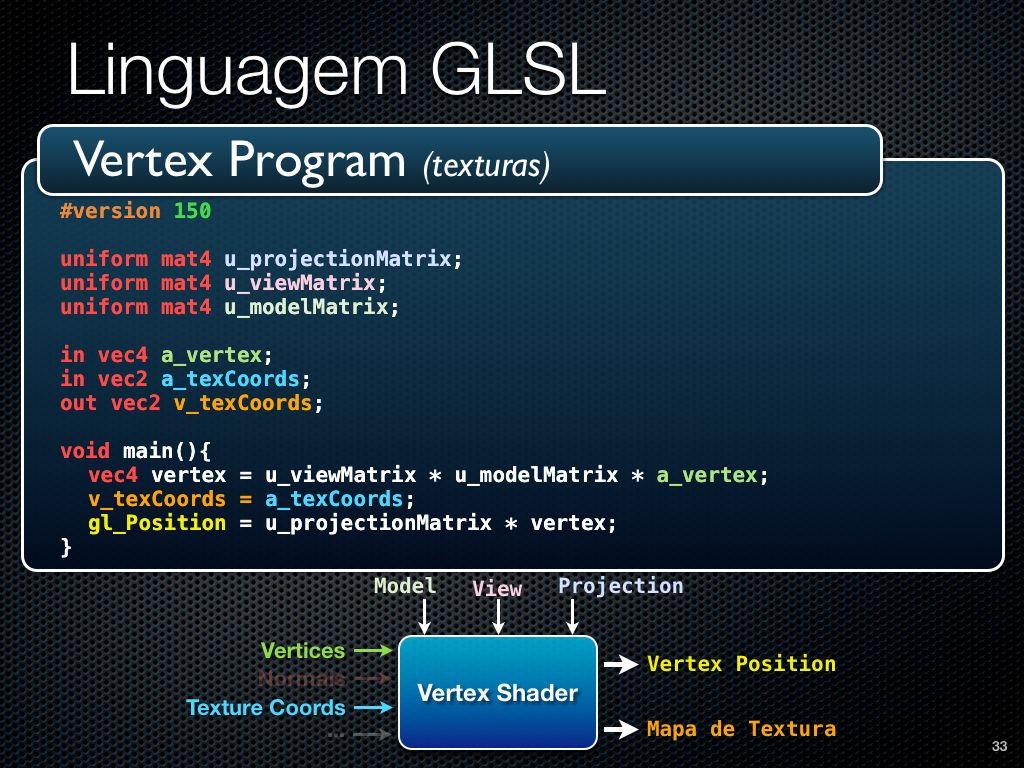 Linguagem GLSL
Vertex Program (texturas)
#version 150
uniform mat4 u_projectionMatrix;
uniform mat4 u_viewMatrix;
uniform mat4 u_modelMatrix;
in vec4 a_vertex;
in vec2 a_texCoords;
out vec2 v_texCoords;
void main(){
vec4 vertex = u_viewMatrix * u_modelMatrix * a_vertex;
v_texCoords = a_texCoords;
gl_Position = u_projectionMatrix * vertex;
}
Model View Projection
Vertices
Normais
Texture Coords
...
Vertex Shader
Vertex Position
Mapa de Textura
33